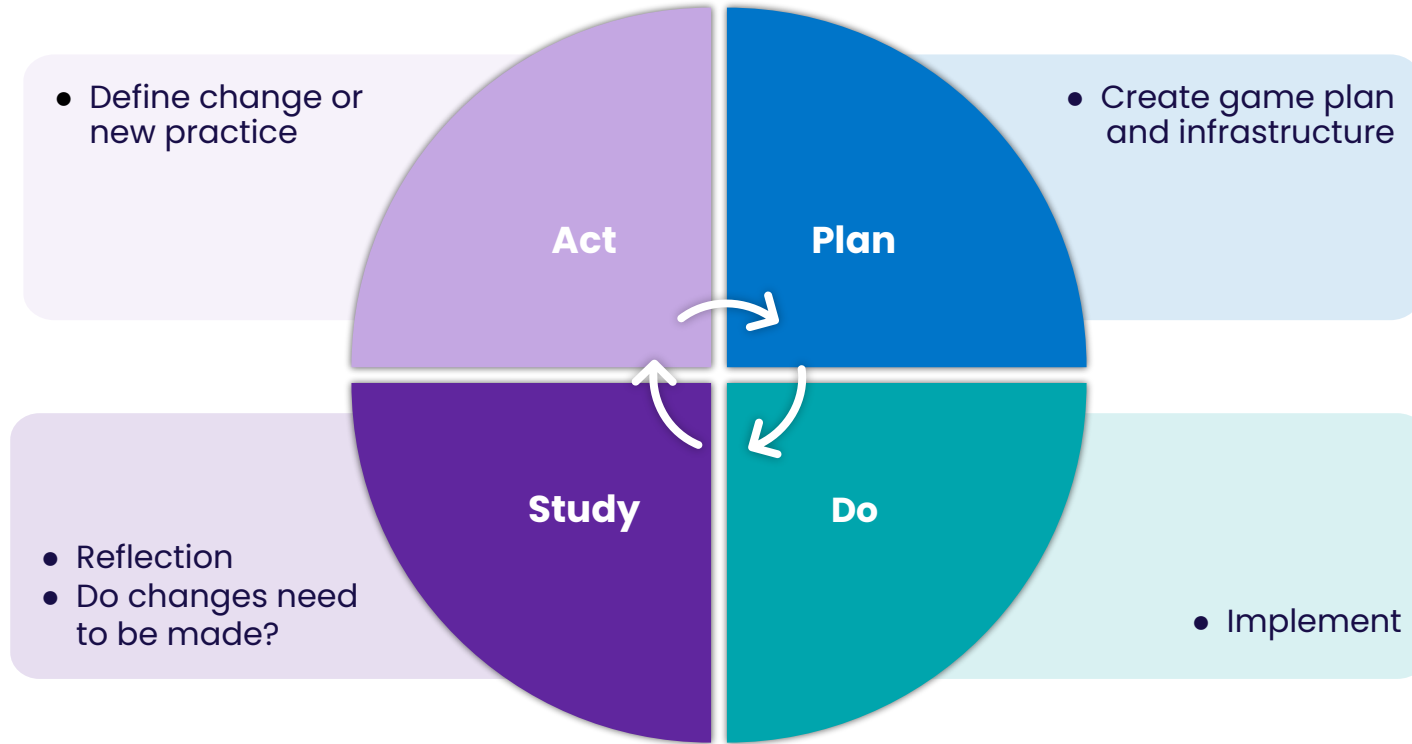 ● Define change or
new practice
Act
Plan
● Create game plan
and infrastructure
Study
● Reflection
● Do changes need
to be made?
Do
● Implement